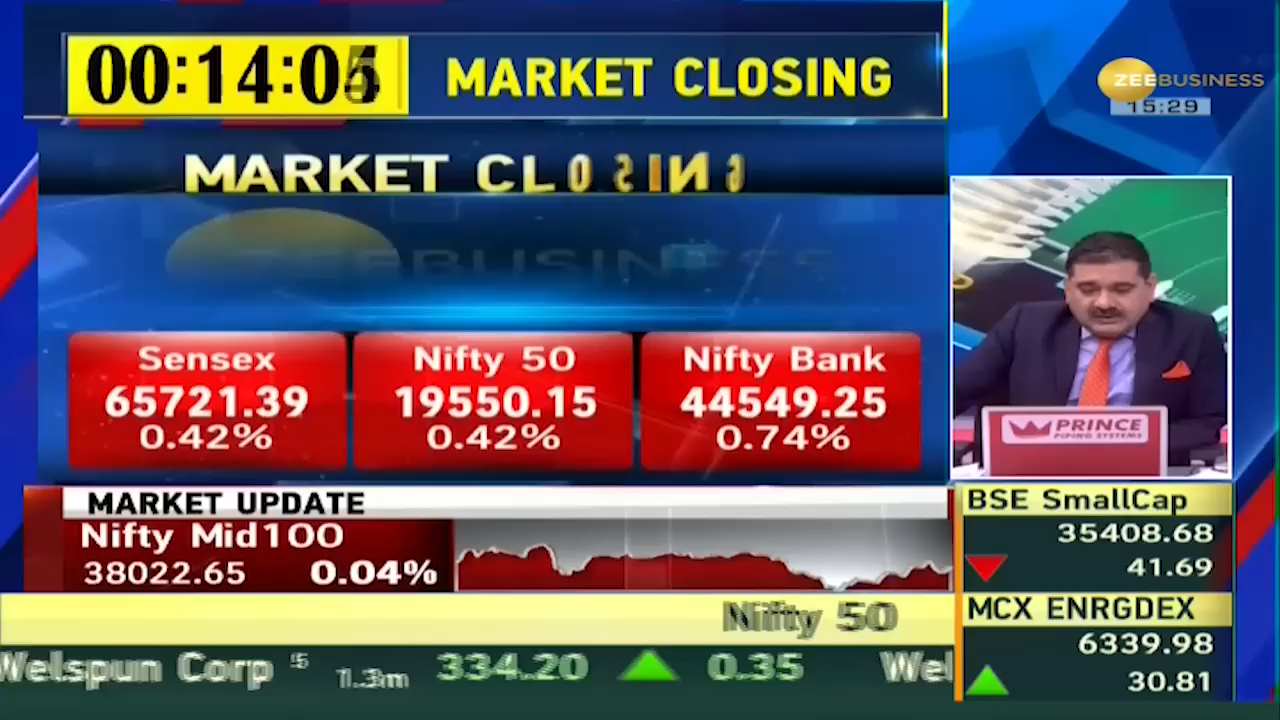 00:14:0
MARKET CLOSING
ZEEBUSINESS
15:29
MARKET CLOSING
ZEEBUSINESS
Sensex
65721.39
0.42%
Nifty 50
19550.15
0.42%
Nifty Bank
44549.25
0.74%
PRINCE
PIPING SYSTEMS
MARKET UPDATE
Nifty Mid100
38022.65 0.04%
BSE SmallCap
35408.68
41.69
MCX ENRGDEX
6339.98
30.81
Nifty 50
Welspun Corp 1.3m 334.20 0.35 Wel